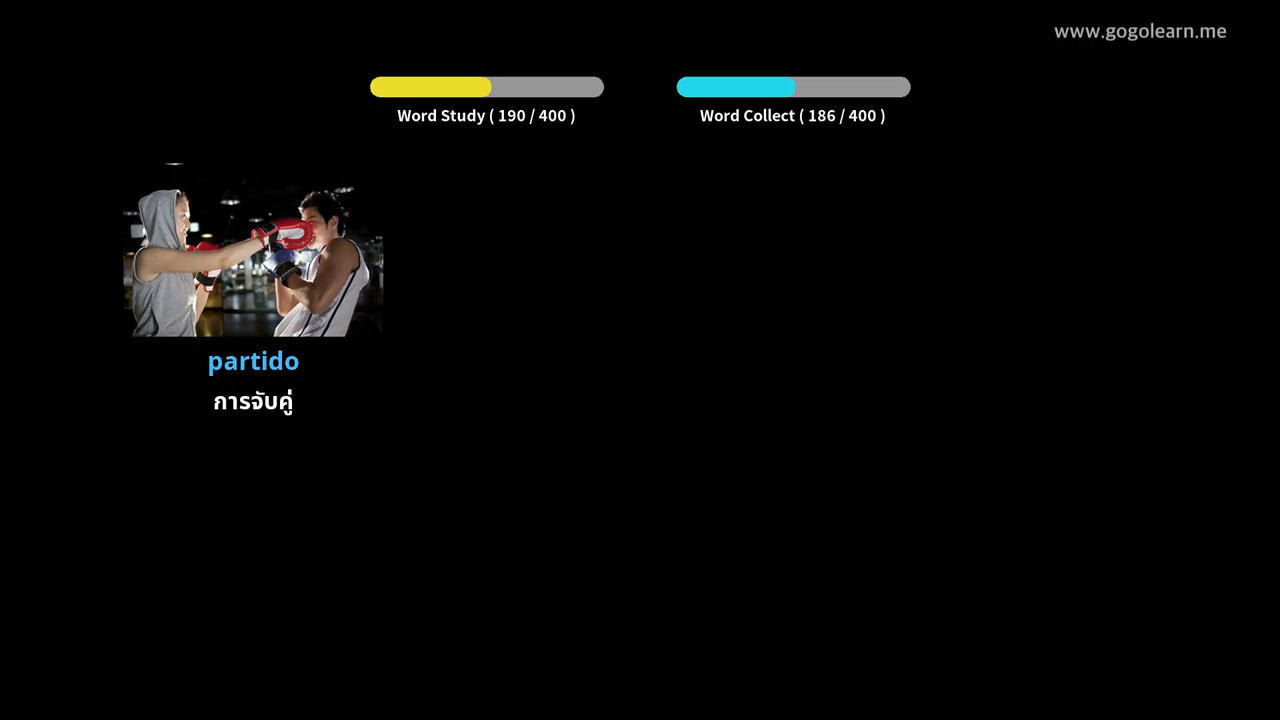 www.gogolearn.me
Word Study ( 190 / 400 )
Word Collect ( 186 / 400 )
partido
การจับคู่